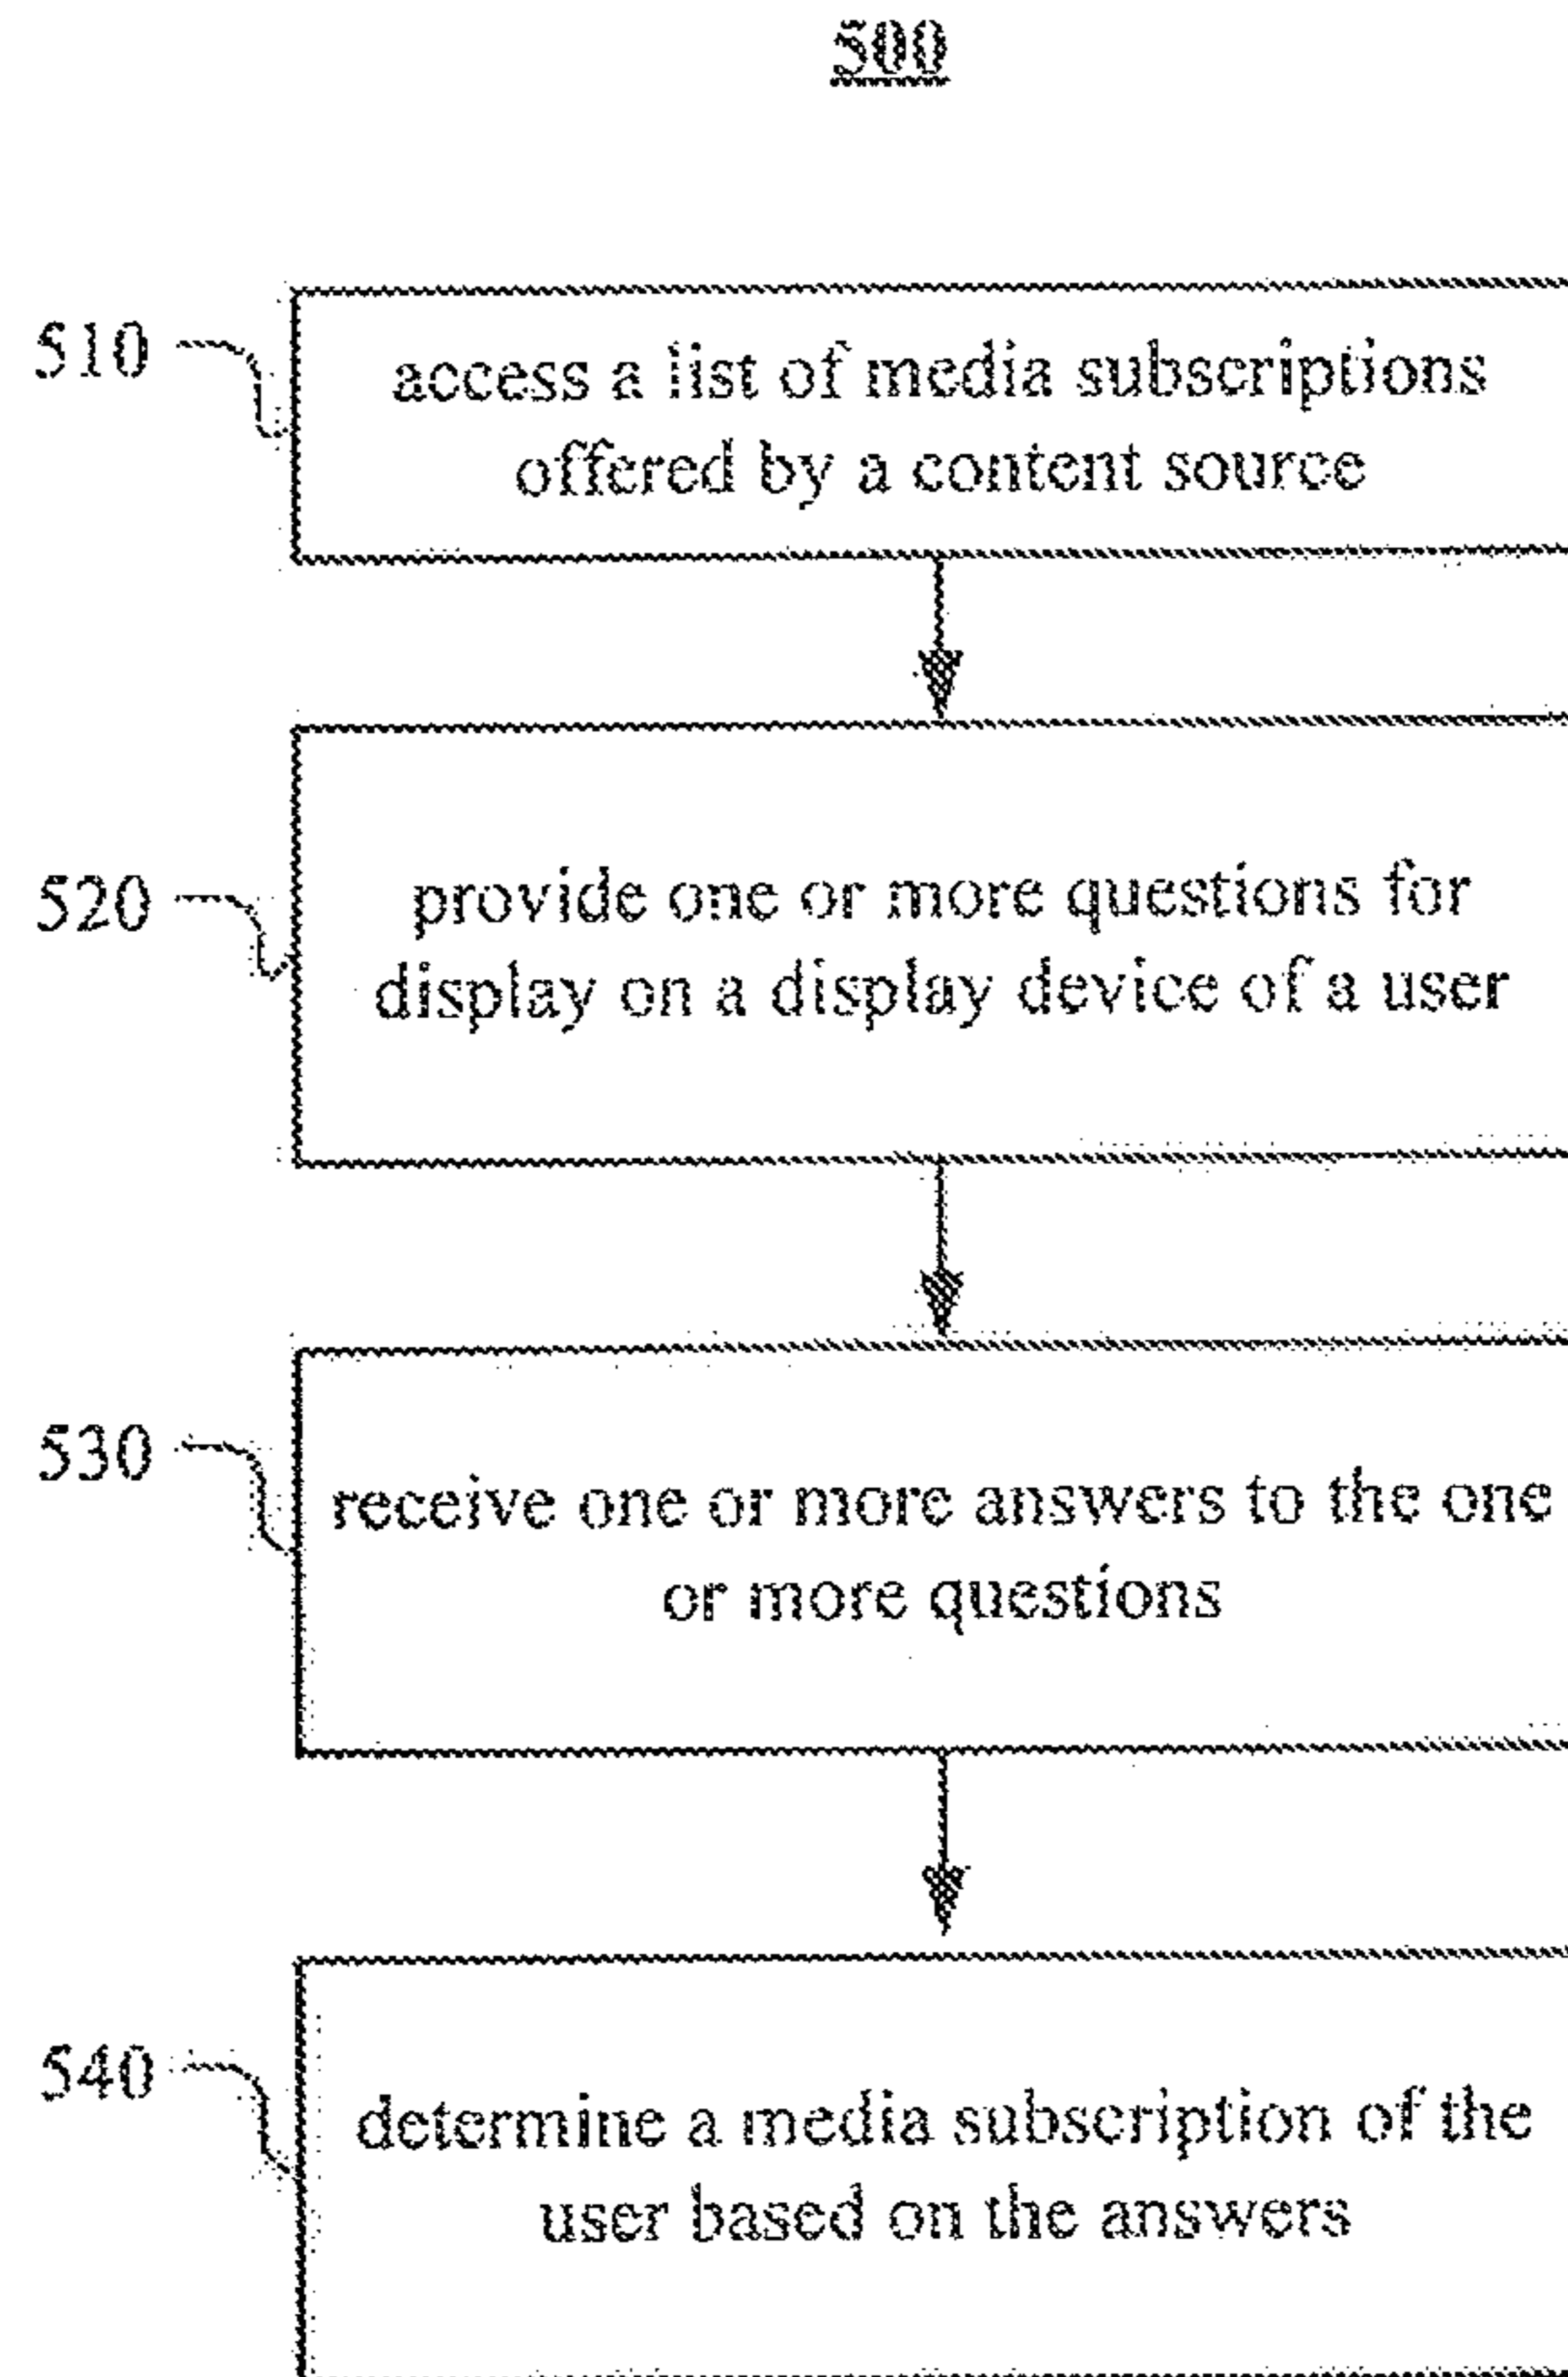 500
510
access a list of media subscriptions
offered by a content source
520
provide one or more questions for
display on a display device of a user
530
receive one or more answers to the one
or more questions
540
determine a media subscription of the
user based on the answers